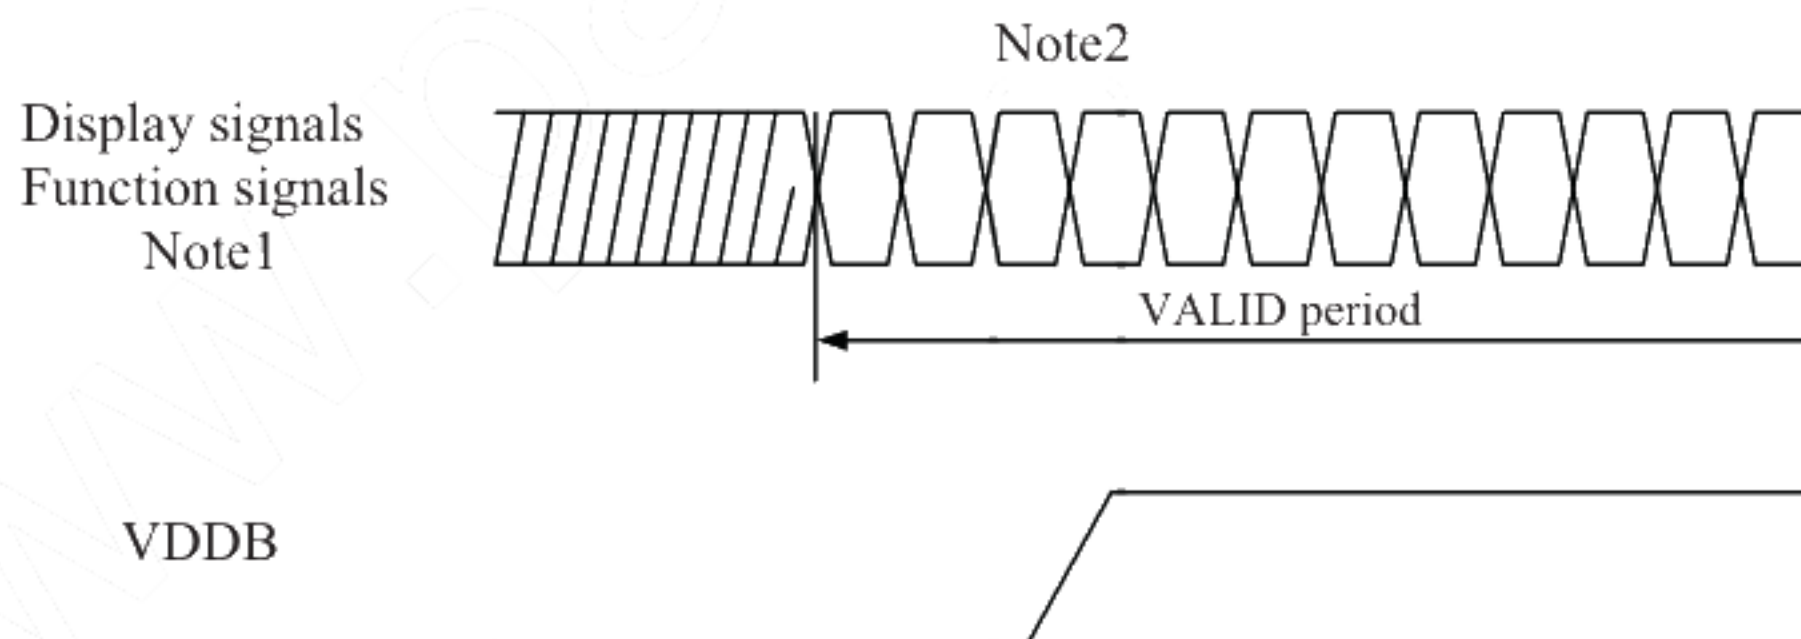 Note2
Display signals
Function signals
Note1
VALID period
VDDB